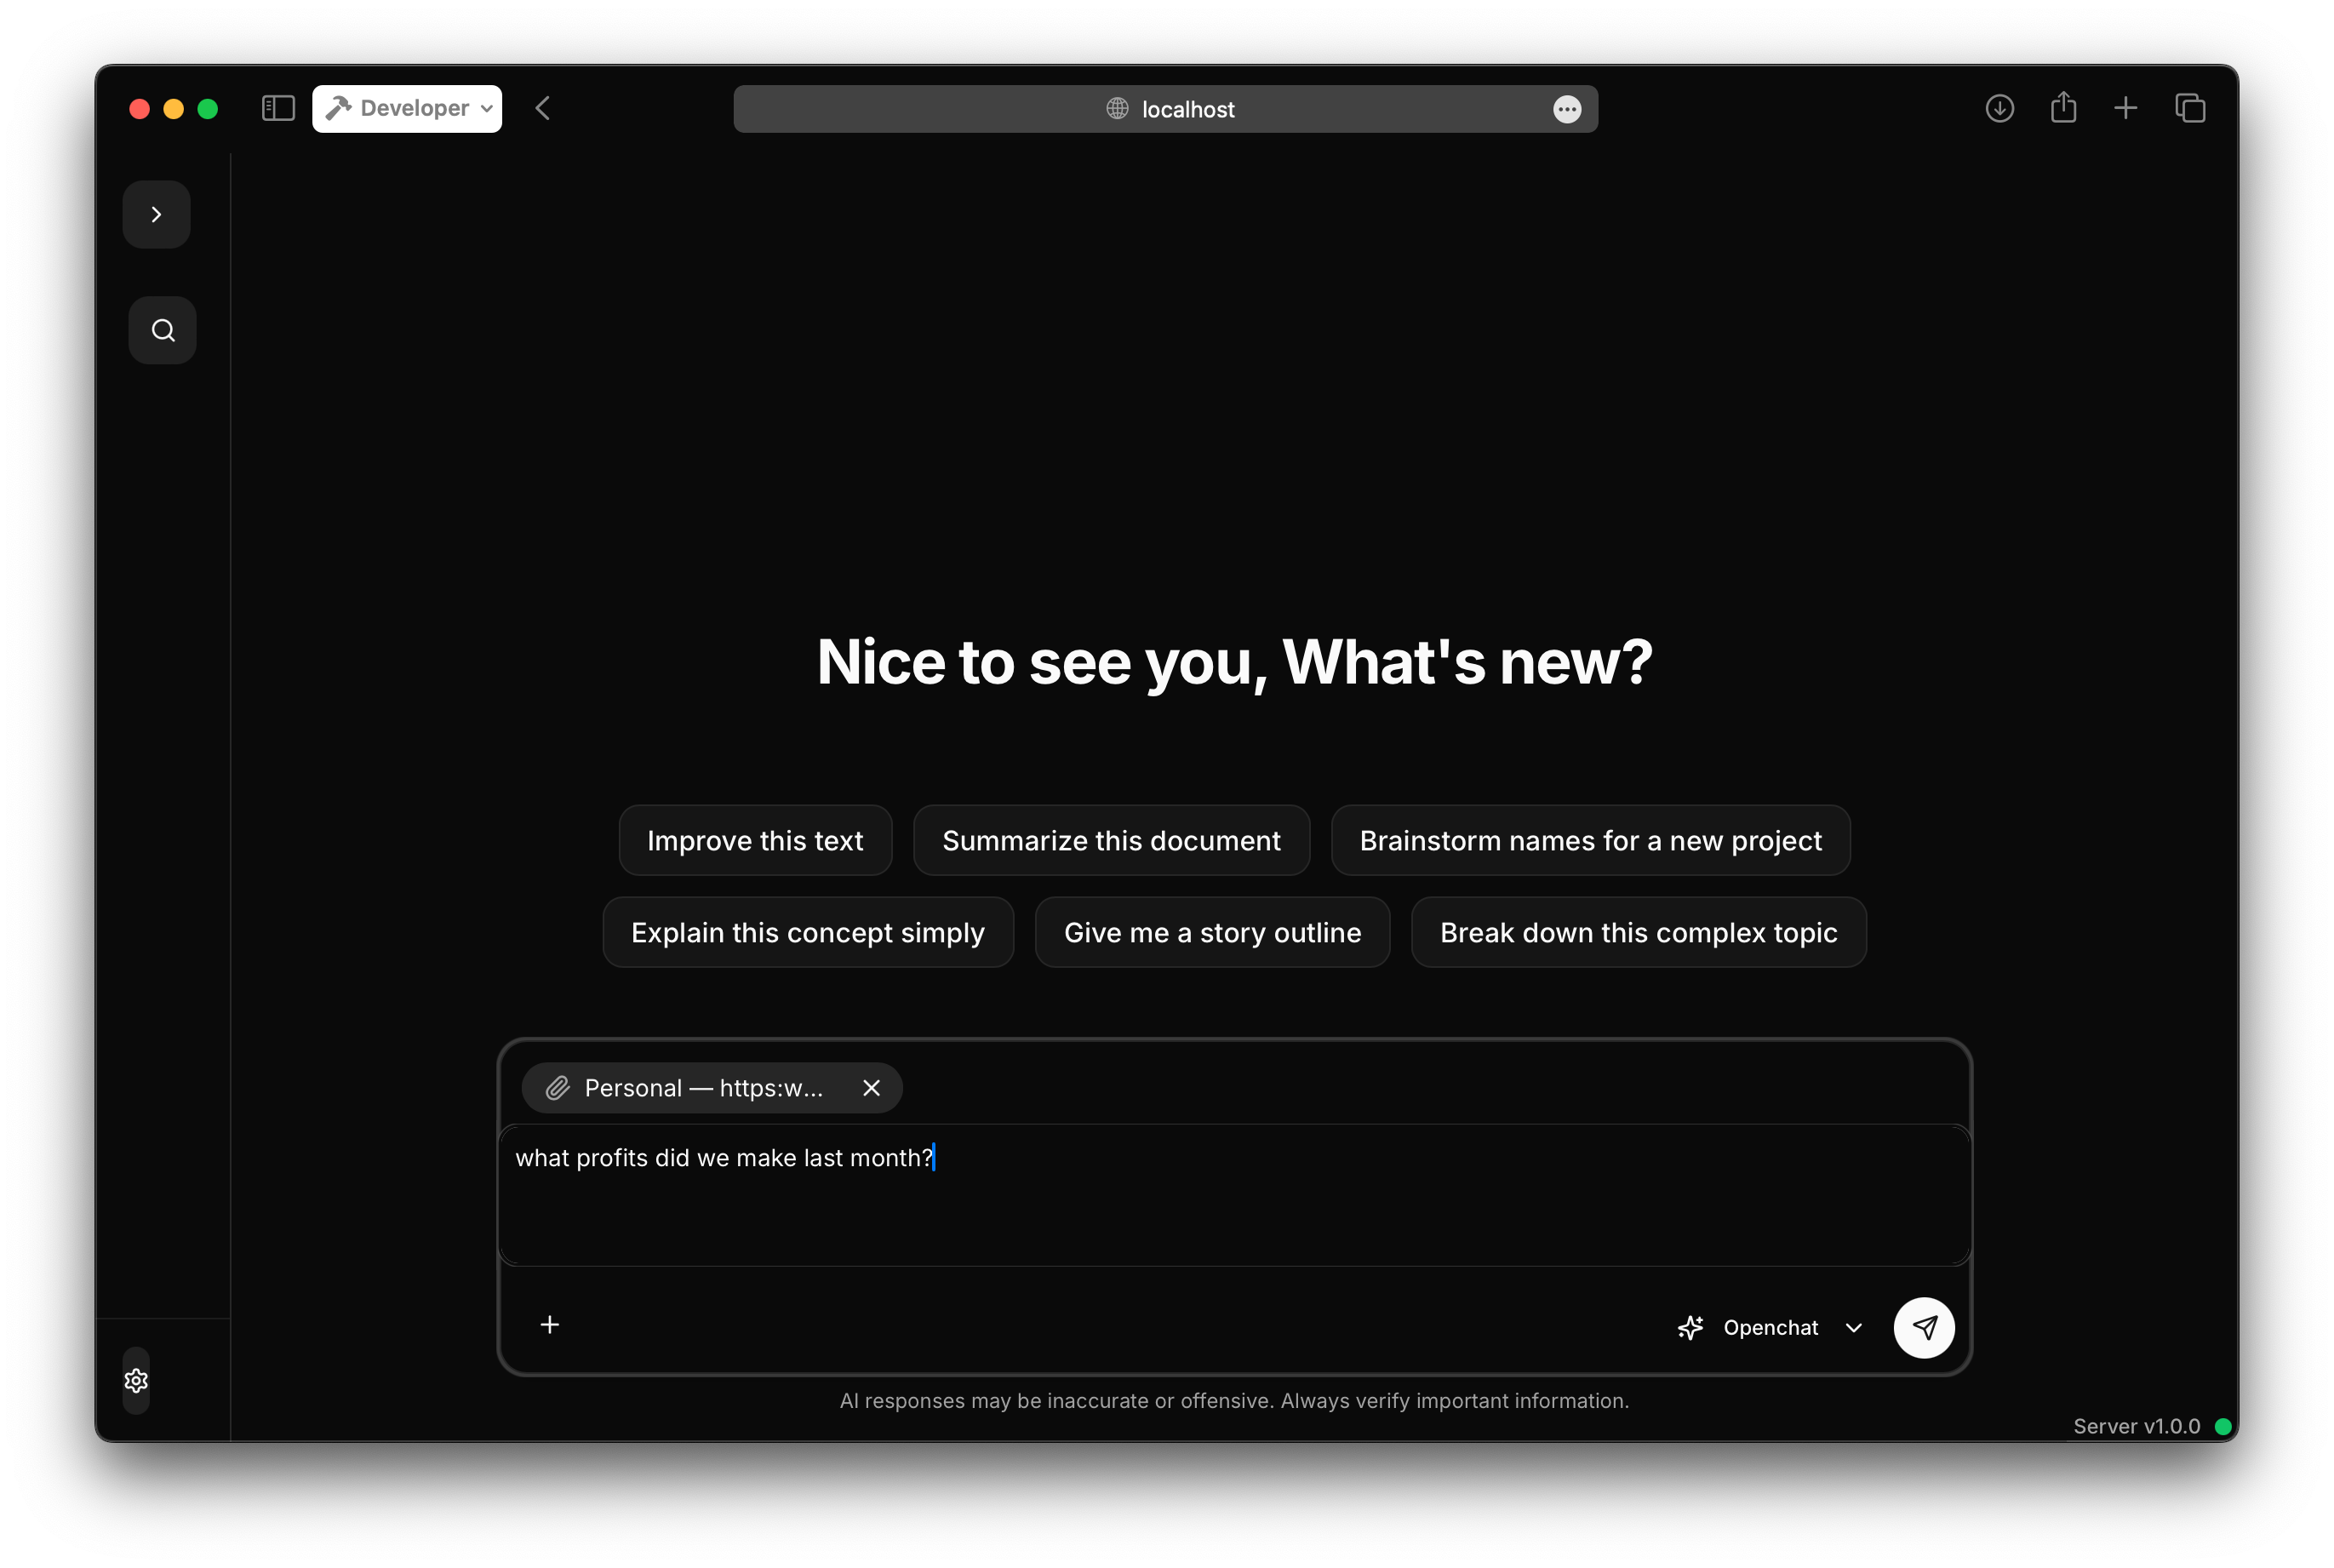 Developer
localhost
Nice to see you, What's new?
Improve this text
Summarize this document
Brainstorm names for a new project
Explain this concept simply
Give me a story outline
Break down this complex topic
Personal — https:w...
what profits did we make last month?
Openchat
AI responses may be inaccurate or offensive. Always verify important information.
Server v1.0.0